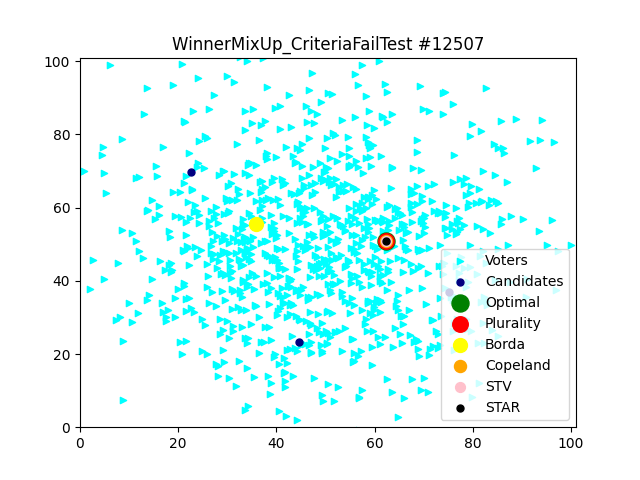 WinnerMixUp_CriteriaFailTest #12507
100
80
60
40
20
0
0 20 40 60 80 100
Voters
Candidates
Optimal
Plurality
Borda
Copeland
STV
STAR